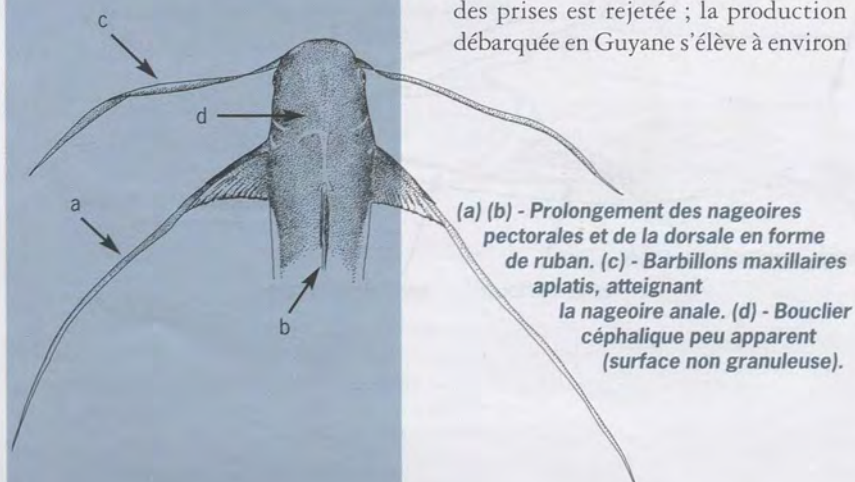 des prises est rejetée ; la production
débarquée en Guyane s'élève à environ
c
d
a
b
(a) (b) - Prolongement des nageoires
pectorales et de la dorsale en forme
de ruban. (c) - Barbillons maxillaires
aplatis, atteignant
la nageoire anale. (d) - Bouclier
céphalique peu apparent
(surface non granuleuse).